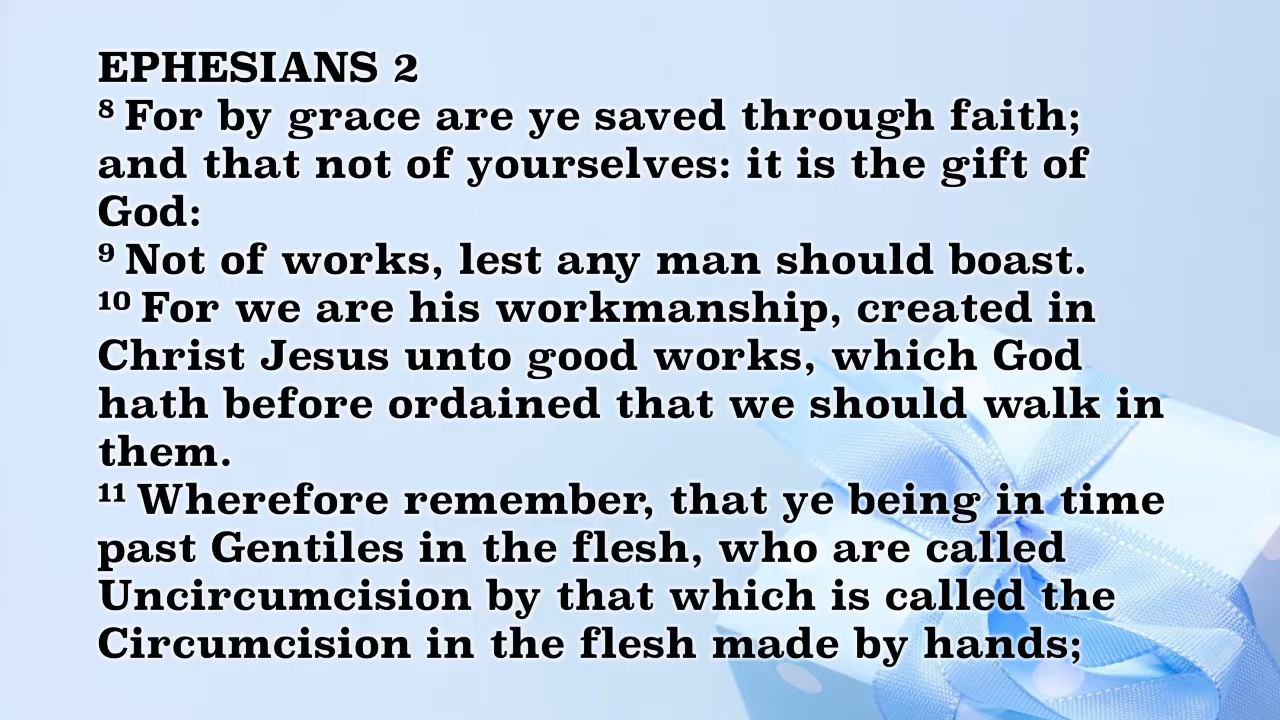 EPHESIANS 2
⁸ For by grace are ye saved through faith;
and that not of yourselves: it is the gift of
God:
⁹ Not of works, lest any man should boast.
¹⁰ For we are his workmanship, created in
Christ Jesus unto good works, which God
hath before ordained that we should walk in
them.
¹¹ Wherefore remember, that ye being in time
past Gentiles in the flesh, who are called
Uncircumcision by that which is called the
Circumcision in the flesh made by hands;